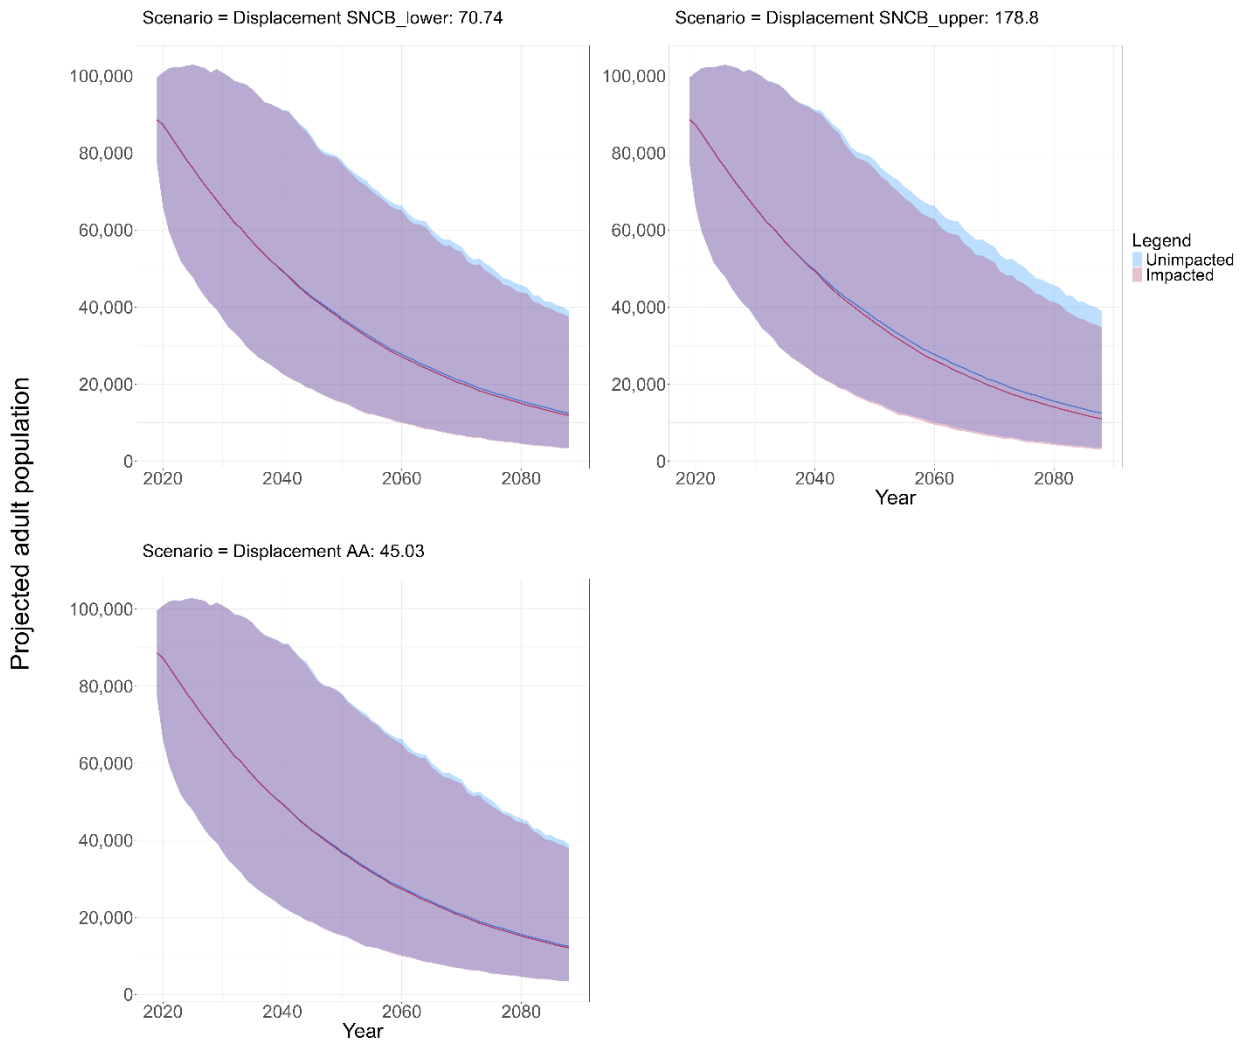 Scenario = Displacement SNCB_lower: 70.74
Scenario = Displacement SNCB_upper: 178.8
100,000
80,000
60,000
40,000
20,000
0
2020 2040 2060 2080
100,000
80,000
60,000
40,000
20,000
0
2020 2040 2060 2080
Year
Legend
Unimpacted
Impacted
Projected adult population
Scenario = Displacement AA: 45.03
100,000
80,000
60,000
40,000
20,000
0
2020 2040 2060 2080
Year